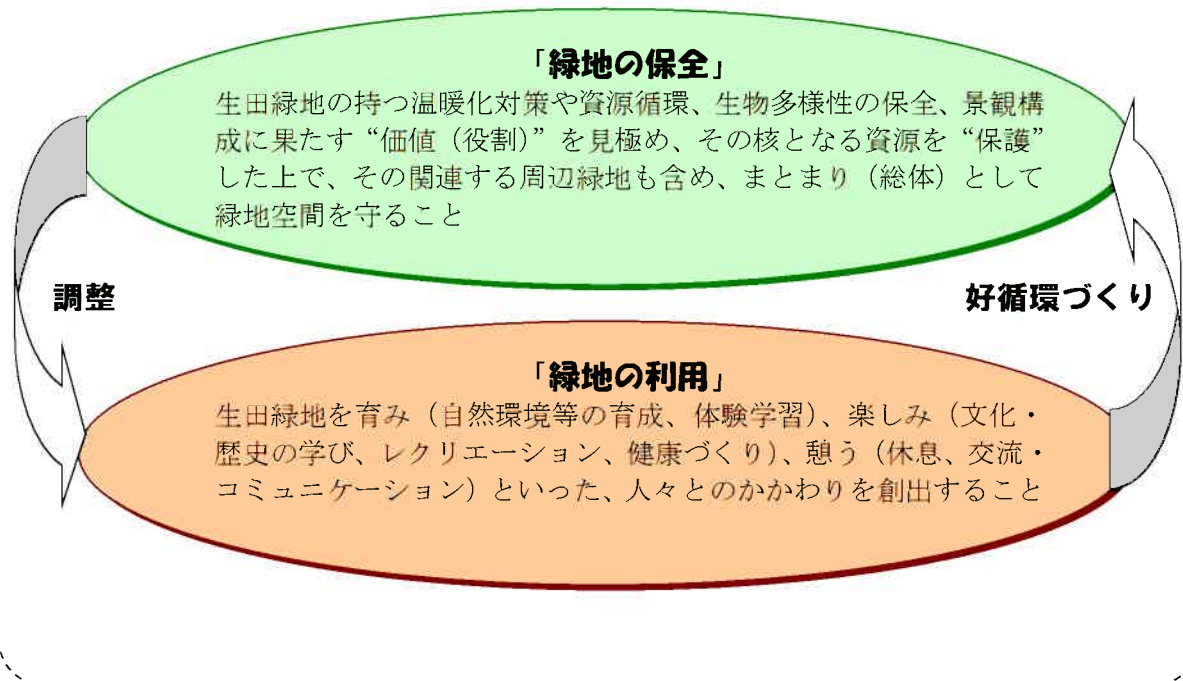 「緑地の保全」
生田緑地の持つ温暖化対策や資源循環、生物多様性の保全、景観構
成に果たす“価値（役割）”を見極め、その核となる資源を“保護”
した上で、その関連する周辺緑地も含め、まとまり（総体）として
緑地空間を守ること
調整
好循環づくり
「緑地の利用」
生田緑地を育み（自然環境等の育成、体験学習）、楽しみ（文化・
歴史の学び、レクリエーション、健康づくり）、憩う（休息、交流・
コミュニケーション）といった、人々とのかかわりを創出すること